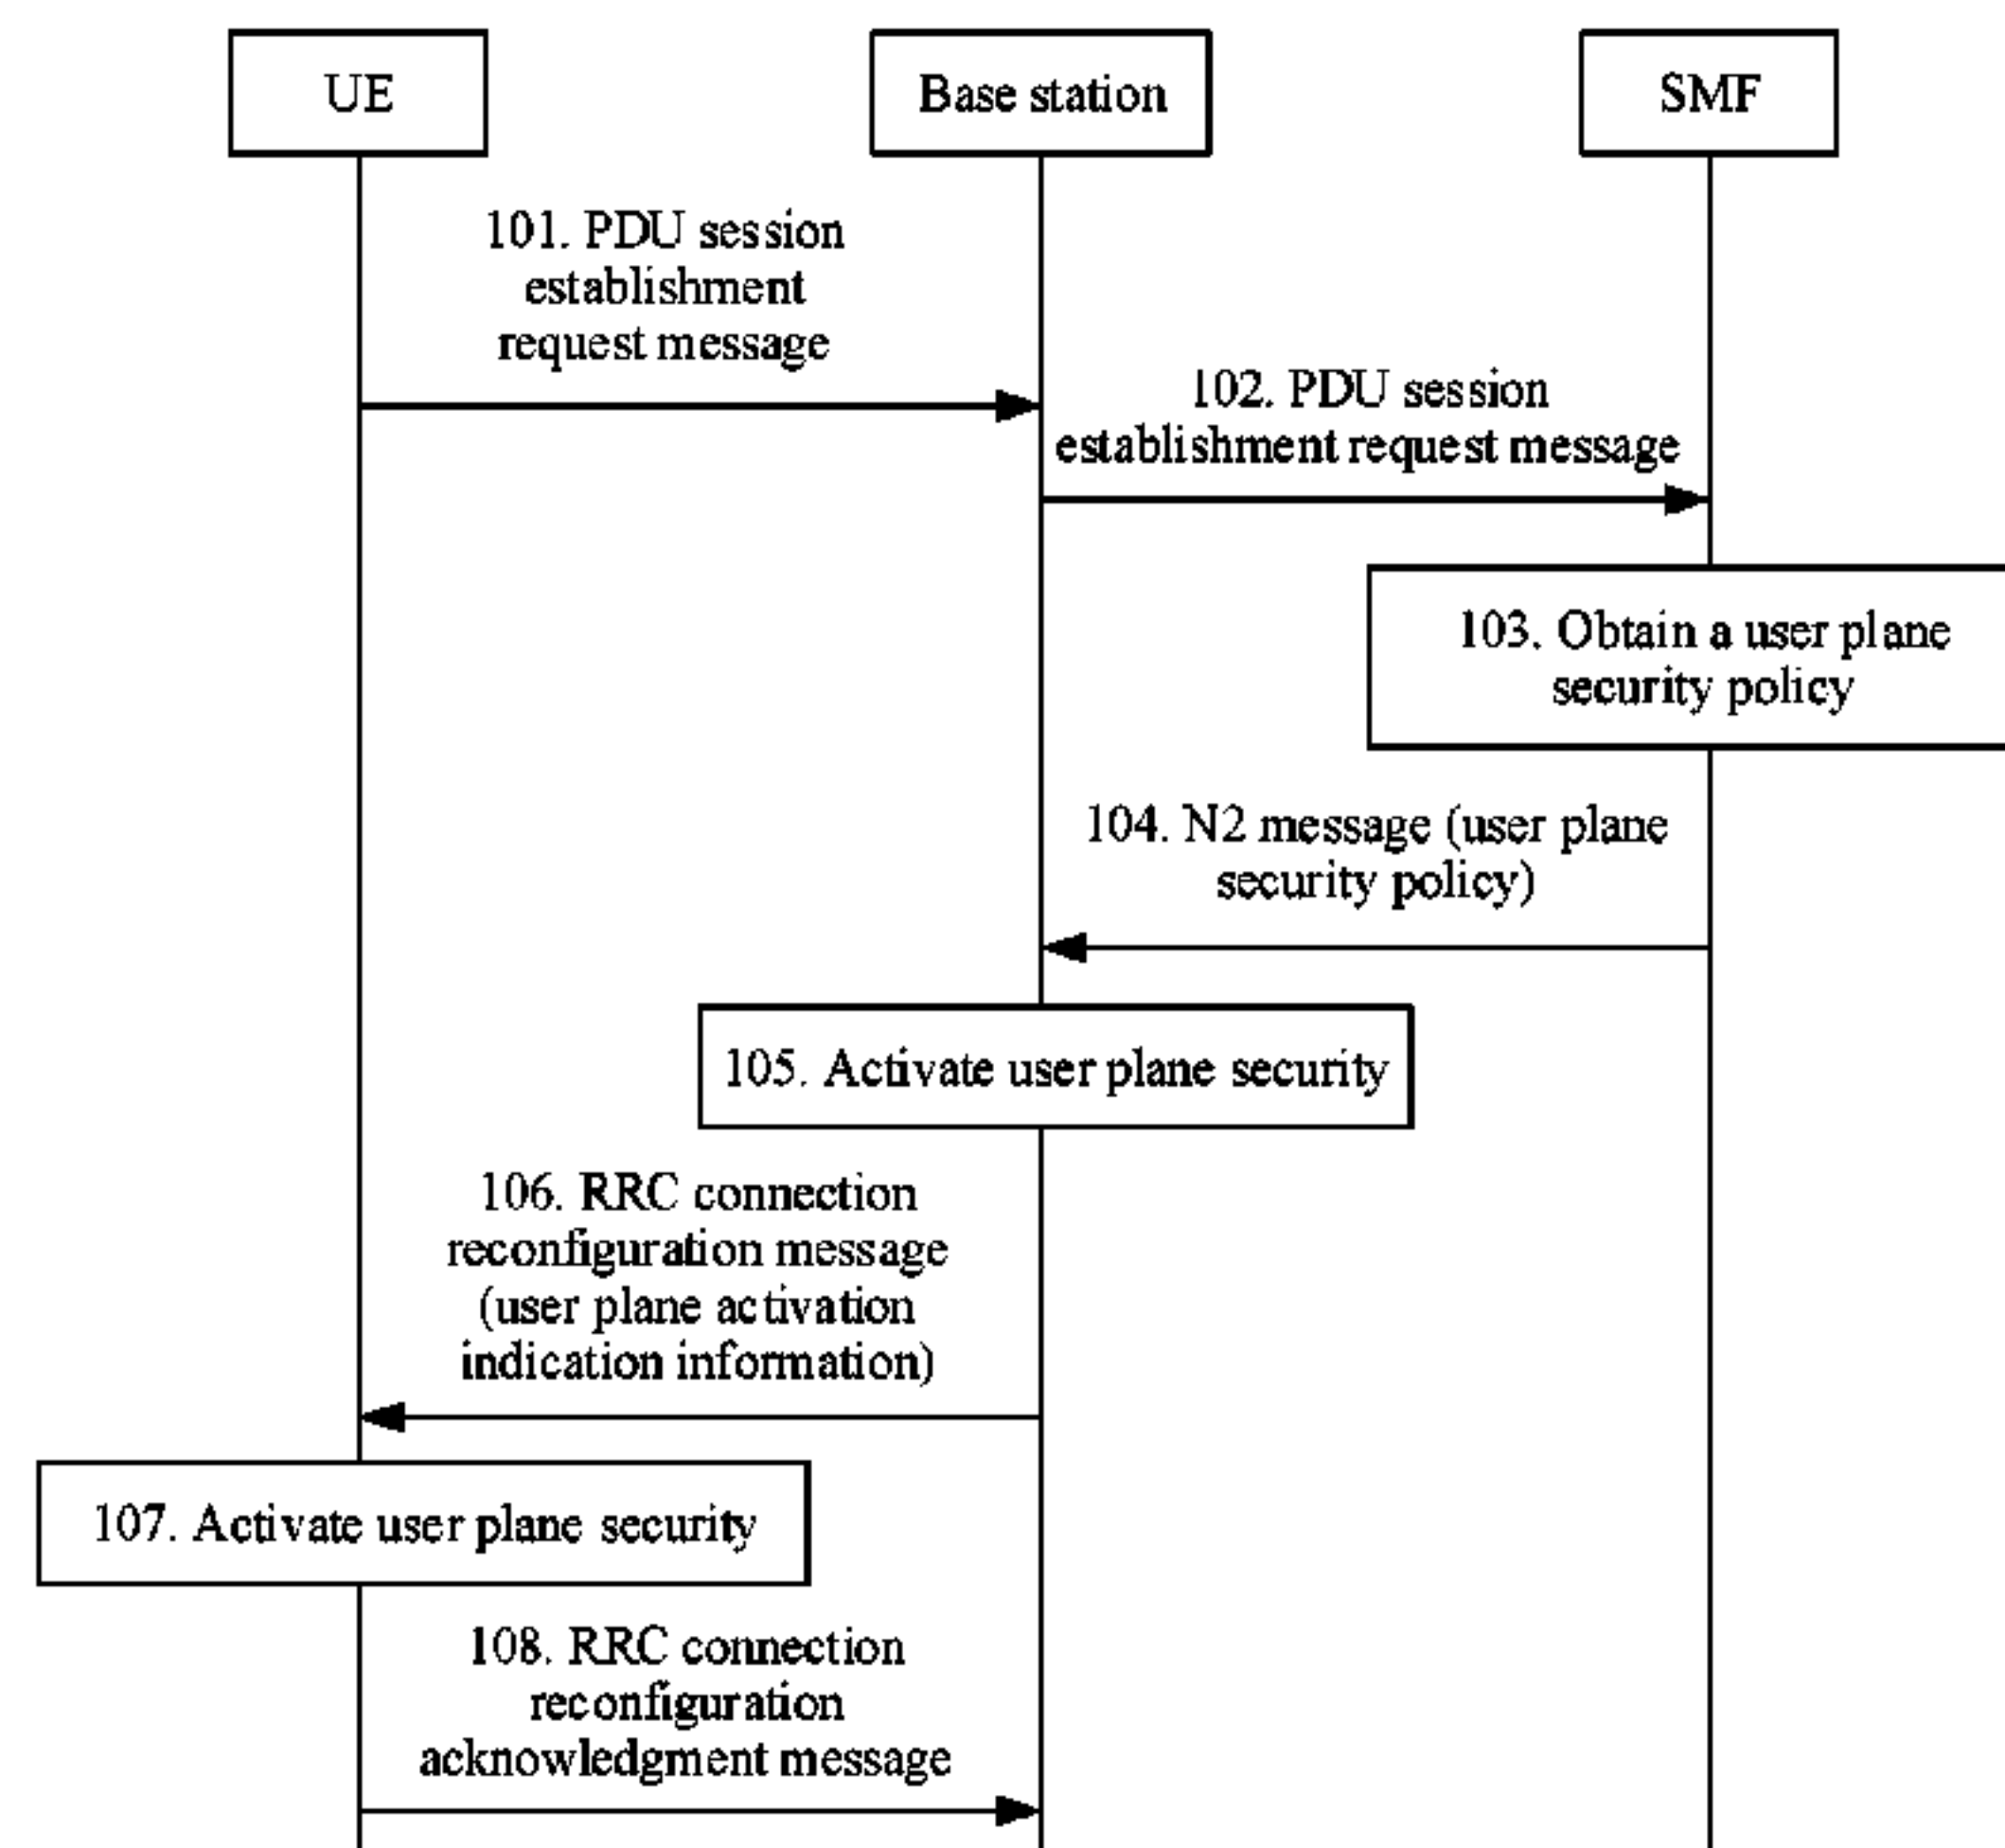 UE
Base station
SMF
101. PDU session
establishment
request message
102. PDU session
establishment request message
103. Obtain a user plane
security policy
104. N2 message (user plane
security policy)
105. Activate user plane security
106. RRC connection
reconfiguration message
(user plane activation
indication information)
107. Activate user plane security
108. RRC connection
reconfiguration
acknowledgment message